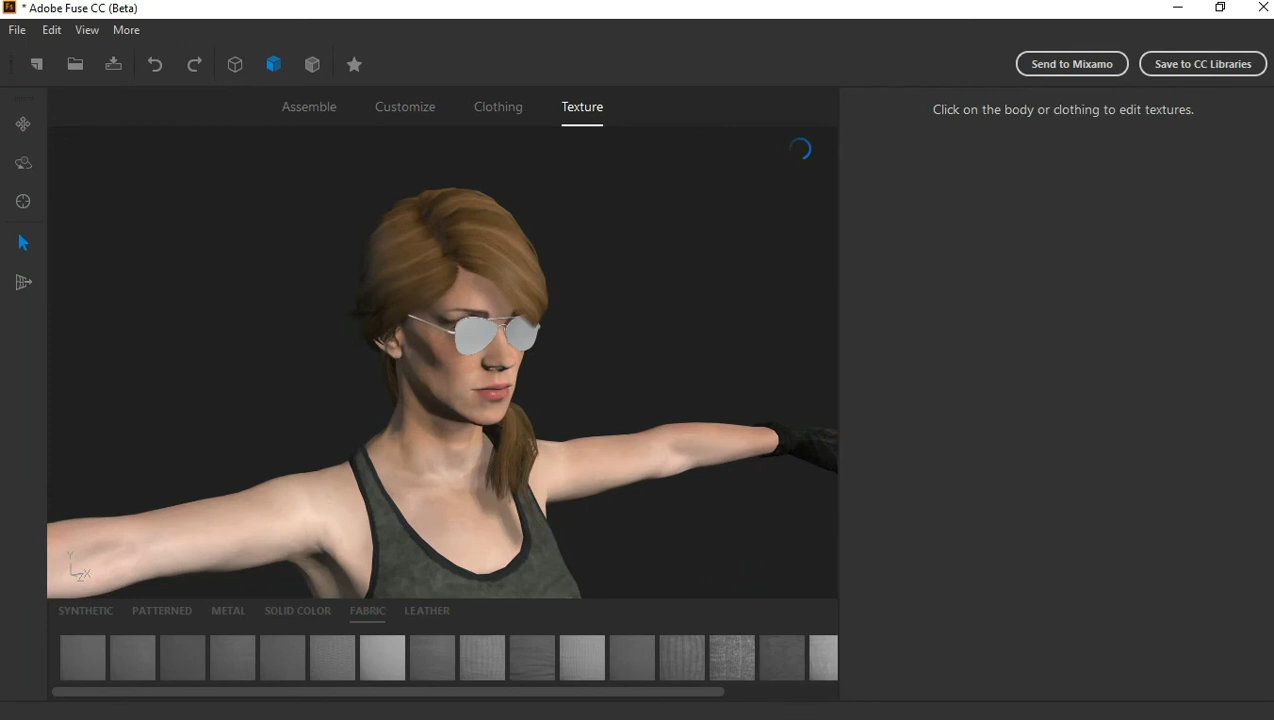 Fs * Adobe Fuse CC (Beta)
File Edit View More
Send to Mixamo Save to CC Libraries
Assemble Customize Clothing Texture
Click on the body or clothing to edit textures.
Y
Z X
SYNTHETIC PATTERNED METAL SOLID COLOR FABRIC LEATHER